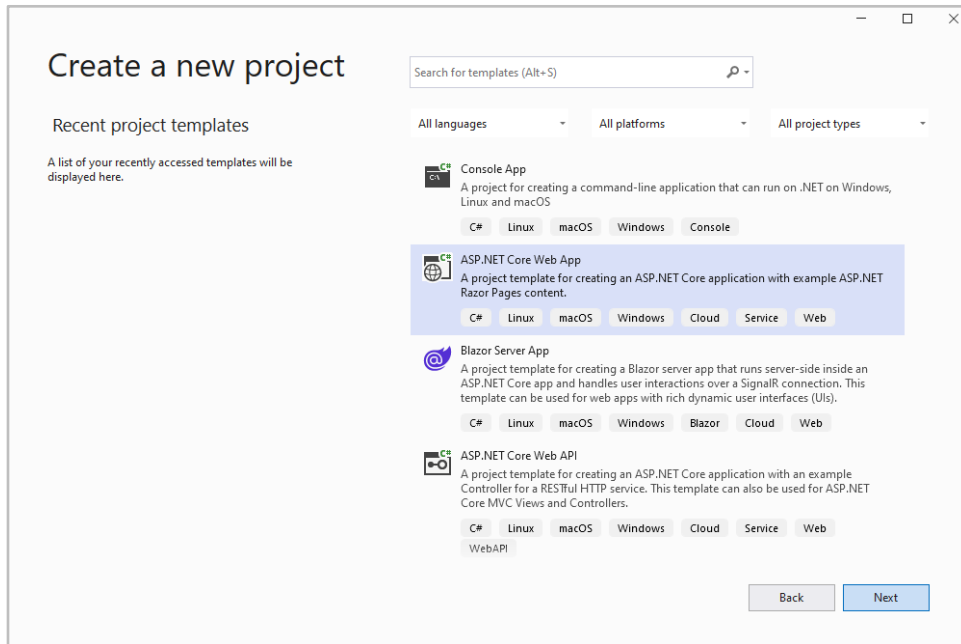 Create a new project
Search for templates (Alt+S)
Recent project templates
All languages
All platforms
All project types
A list of your recently accessed templates will be
displayed here.
C#
C:\
Console App
A project for creating a command-line application that can run on .NET on Windows,
Linux and macOS
C# Linux macOS Windows Console
C#
ASP.NET Core Web App
A project template for creating an ASP.NET Core application with example ASP.NET
Razor Pages content.
C# Linux macOS Windows Cloud Service Web
@
Blazor Server App
A project template for creating a Blazor server app that runs server-side inside an
ASP.NET Core app and handles user interactions over a SignalR connection. This
template can be used for web apps with rich dynamic user interfaces (UIs).
C# Linux macOS Windows Blazor Cloud Web
C#
ASP.NET Core Web API
A project template for creating an ASP.NET Core application with an example
Controller for a RESTful HTTP service. This template can also be used for ASP.NET
Core MVC Views and Controllers.
C# Linux macOS Windows Cloud Service Web
WebAPI
Back
Next